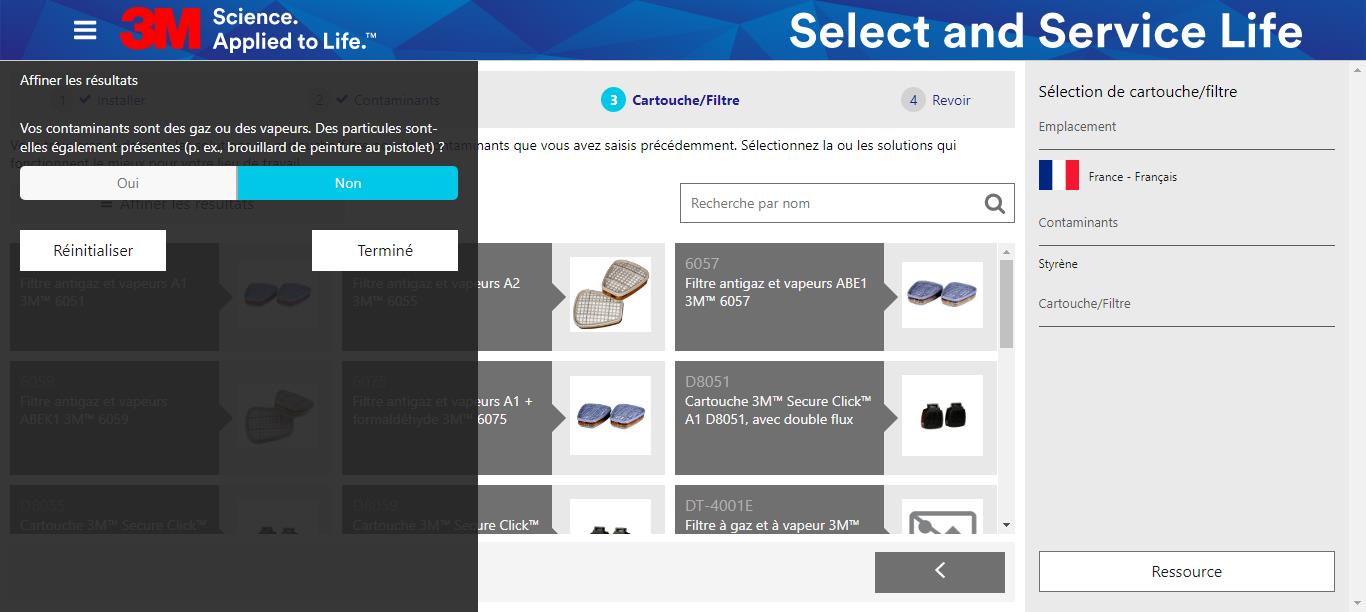 3M Science.
Applied to Life.™
Select and Service Life
Affiner les résultats
1 Installer
2 Contaminants
3 Cartouche/Filtre
4 Revoir
Vos contaminants sont des gaz ou des vapeurs. Des particules sont-
elles également présentes (p. ex., brouillard de peinture au pistolet) ?
Oui
Non
Réinitialiser
Terminé
contaminants que vous avez saisis précédemment. Sélectionnez la ou les solutions qui
fonctionnent le mieux pour votre lieu de travail
Affiner les résultats
Recherche par nom
Filtre antigaz et vapeurs A1
3M™ 6051
Filtre antigaz et vapeurs A2
3M™ 6055
6057
Filtre antigaz et vapeurs ABE1
3M™ 6057
6059
Filtre antigaz et vapeurs
ABEK1 3M™ 6059
6075
Filtre antigaz et vapeurs A1 +
formaldéhyde 3M™ 6075
D8051
Cartouche 3M™ Secure Click™
A1 D8051, avec double flux
D8055
Cartouche 3M™ Secure Click™
D8059
Cartouche 3M™ Secure Click™
DT-4001E
Filtre à gaz et à vapeur 3M™
Sélection de cartouche/filtre
Emplacement
France - Français
Contaminants
Styrène
Cartouche/Filtre
Ressource